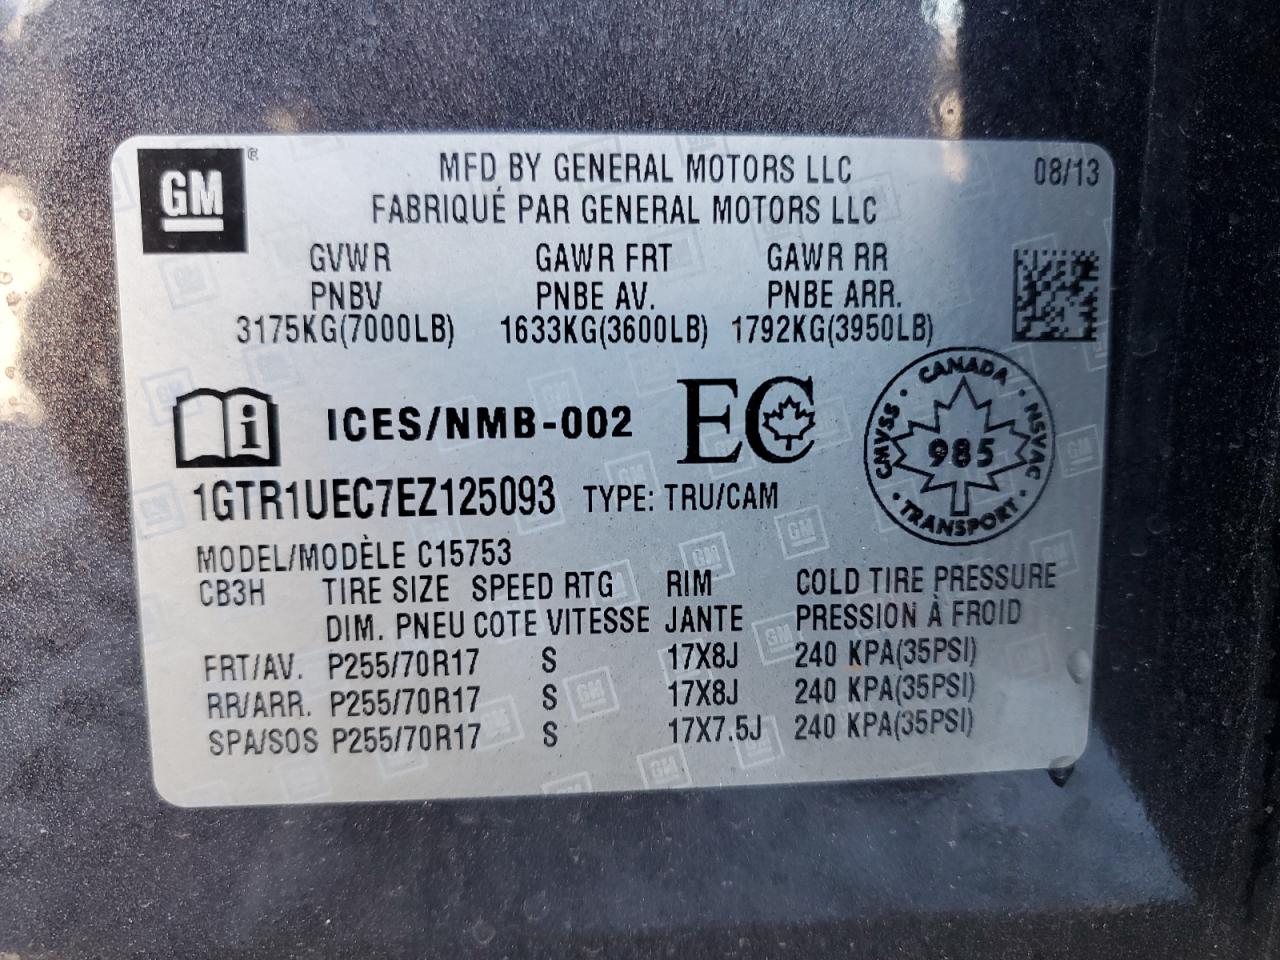 GM ®
MFD BY GENERAL MOTORS LLC 08/13
FABRIQUÉ PAR GENERAL MOTORS LLC
GVWR GAWR FRT GAWR RR
PNBV PNBE AV. PNBE ARR.
3175KG(7000LB) 1633KG(3600LB) 1792KG(3950LB)
i ICES/NMB-002 EC
CANADA
CMVSS 985 NSVAC
TRANSPORT
1GTR1UEC7EZ125093 TYPE: TRU/CAM
MODEL/MODÈLE C15753
CB3H TIRE SIZE SPEED RTG RIM COLD TIRE PRESSURE
DIM. PNEU COTE VITESSE JANTE PRESSION À FROID
FRT/AV. P255/70R17 S 17X8J 240 KPA(35PSI)
RR/ARR. P255/70R17 S 17X8J 240 KPA(35PSI)
SPA/SOS P255/70R17 S 17X7.5J 240 KPA(35PSI)